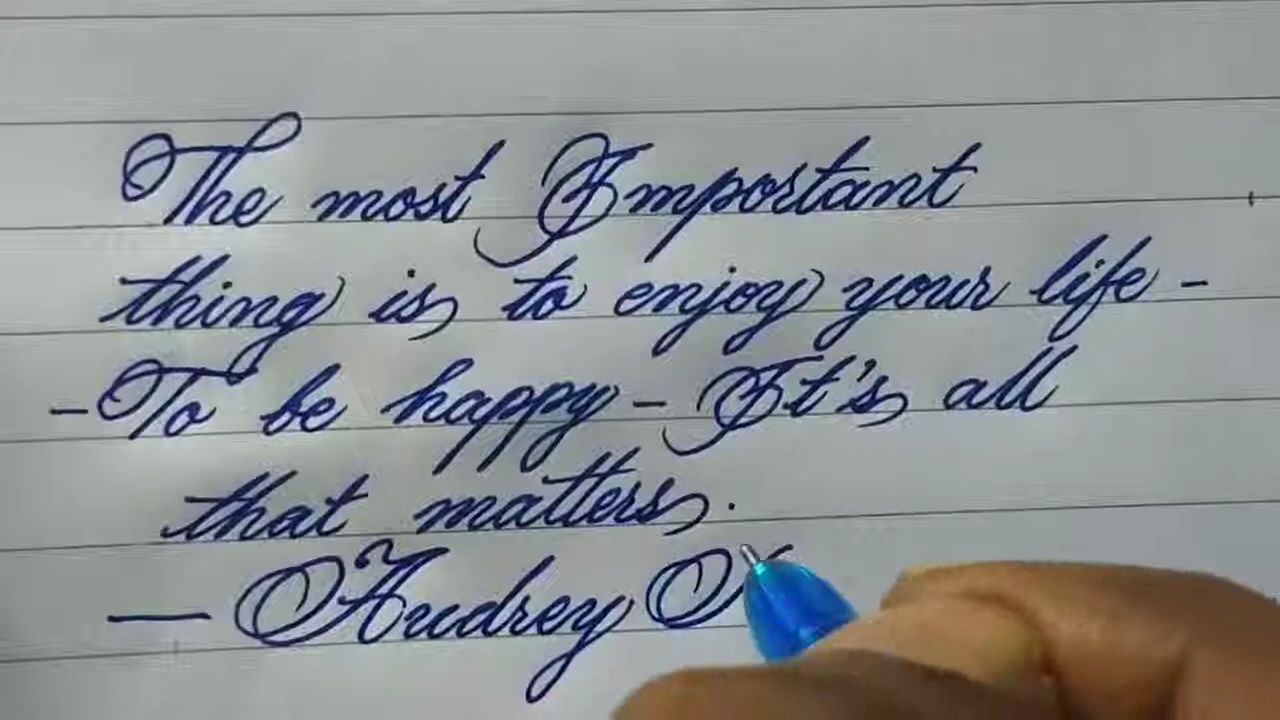 The most Important
thing is to enjoy your life -
- To be happy - It's all
that matters.
— Audrey